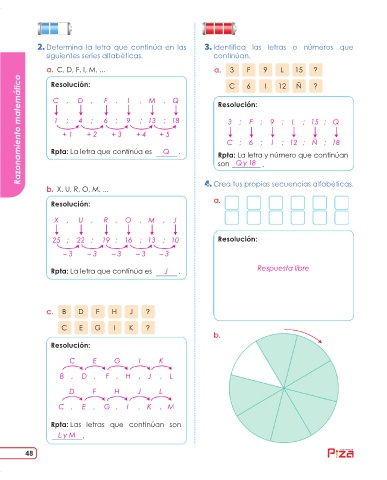 2. Determina la letra que continúa en las
siguientes series alfabéticas.
a. C, D, F, I, M, ...
Resolución:
C , D , F , I , M , Q
1 ; 4 ; 6 ; 9 ; 13 ; 18
+ 1 + 2 + 3 + 4 + 5
Rpta: La letra que continúa es Q .
b. X, U, R, O, M, ...
Resolución:
X , U , R , O , M , J
25 ; 22 ; 19 ; 16 ; 13 ; 10
– 3 – 3 – 3 – 3 – 3
Rpta: La letra que continúa es J .
c. B D F H J ?
C E G I K ?
Resolución:
C E G I K
B , D , F , H , J , L
D F H J L
C , E , G , I , K , M
Rpta: Las letras que continúan son
L y M .
3. Identifica las letras o números que
continúan.
a. 3 F 9 L 15 ?
C 6 I 12 Ñ ?
Resolución:
3 ; F ; 9 ; L ; 15 ; Q
C ; 6 ; I ; 12 ; Ñ ; 18
Rpta: La letra y número que continúan
son Q y 18 .
4. Crea tus propias secuencias alfabéticas.
a.
Resolución:
Respuesta libre
b.
Razonamiento matemático
48
Pizá